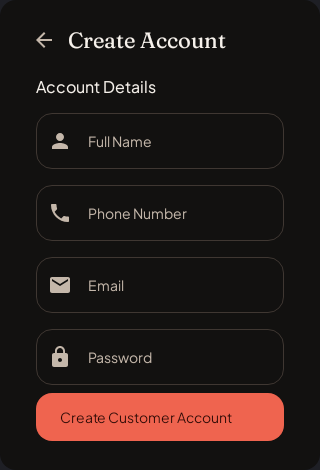 Create Account
Account Details
Full Name
Phone Number
Email
Password
Create Customer Account